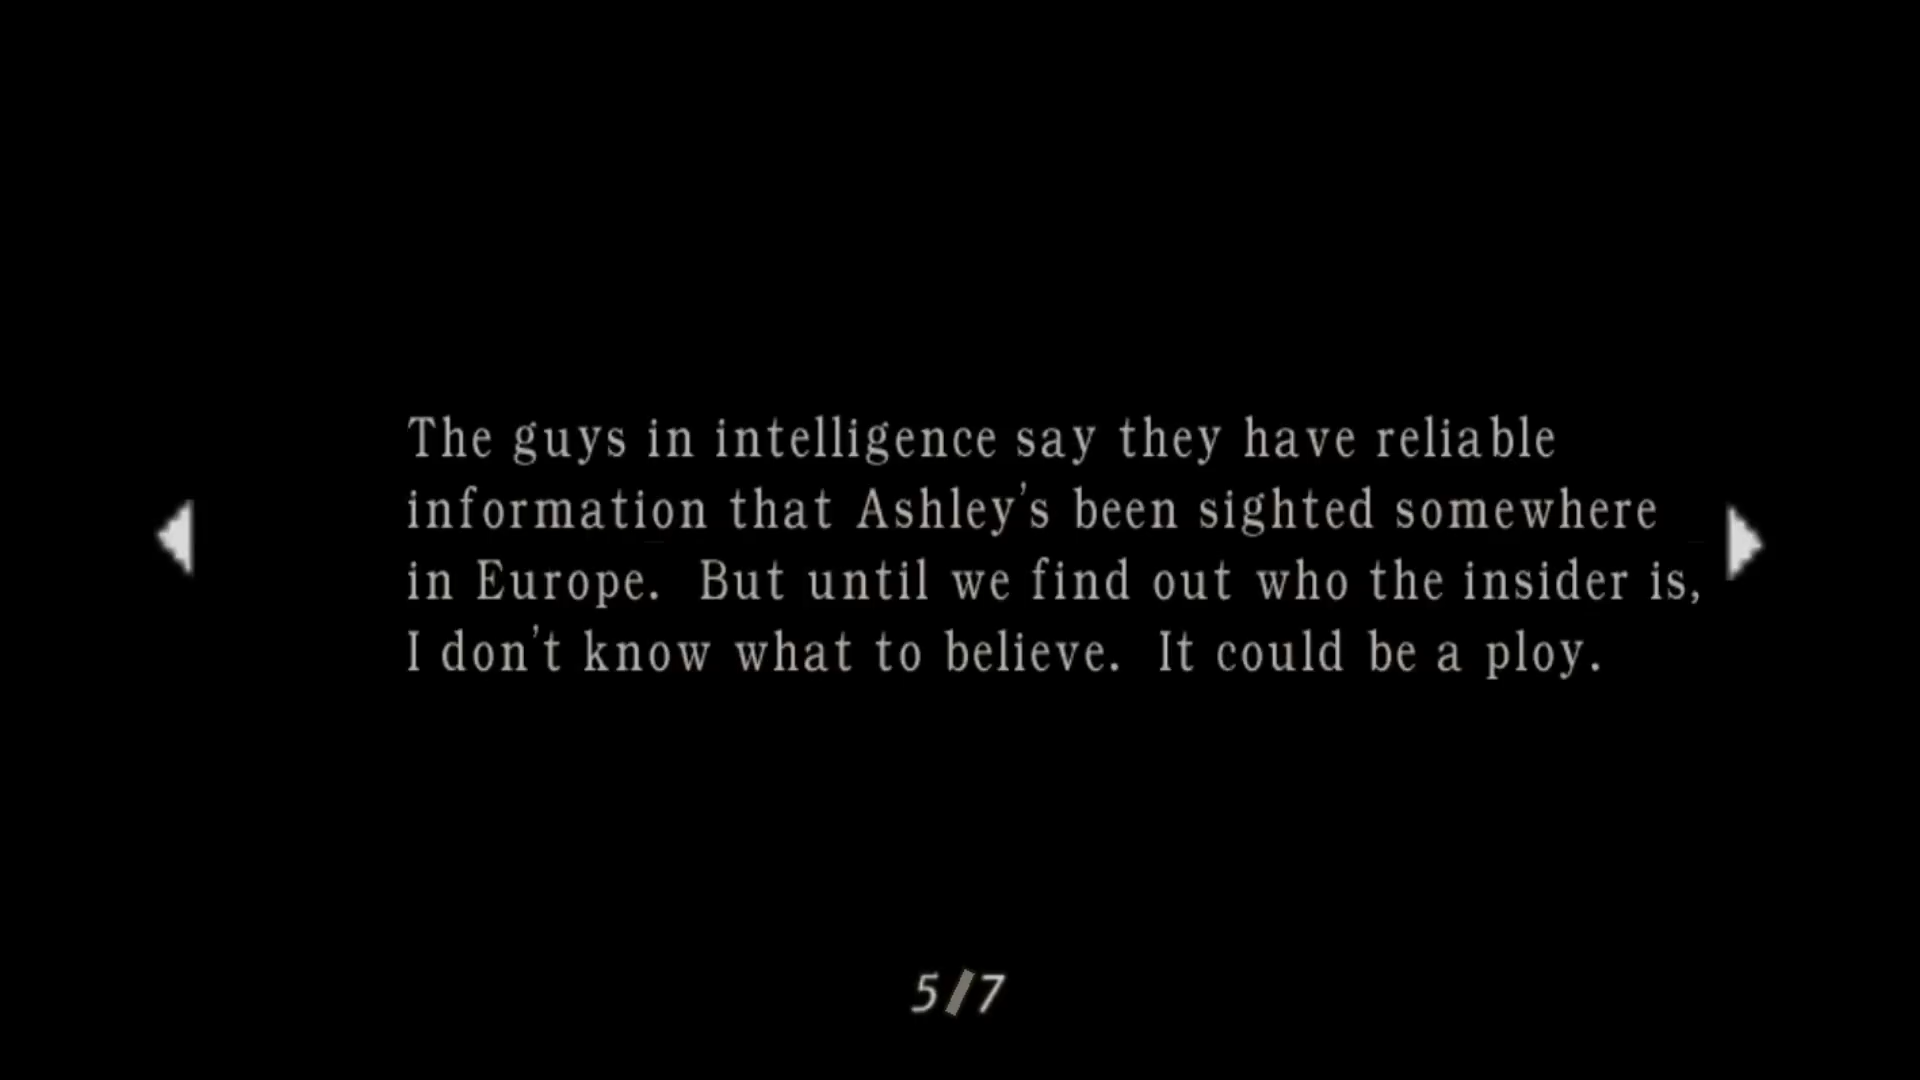 The guys in intelligence say they have reliable
information that Ashley's been sighted somewhere
in Europe.  But until we find out who the insider is,
I don't know what to believe.  It could be a ploy.
5/7